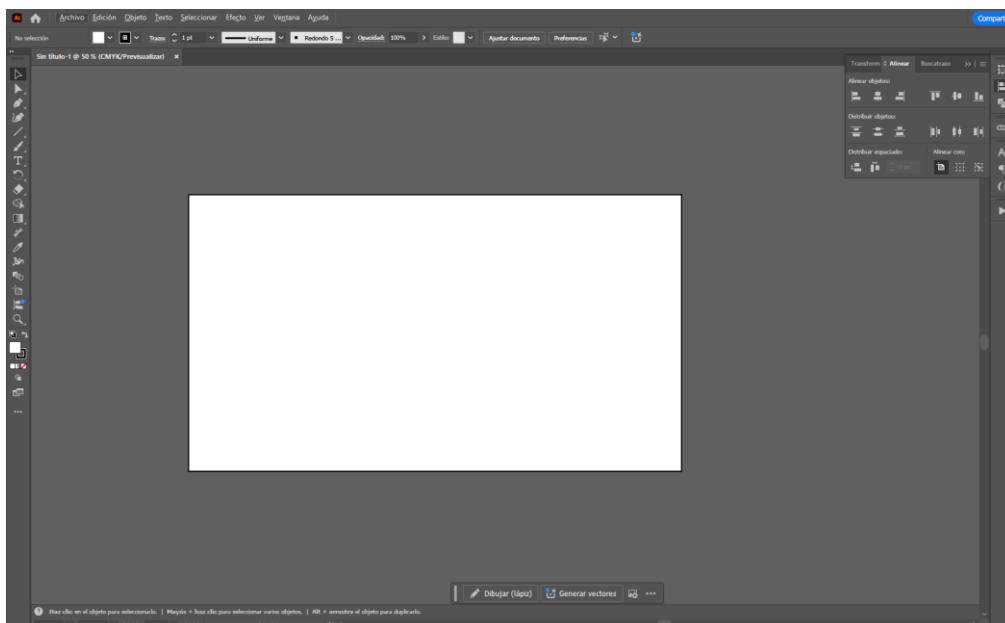 Ai Archivo Edición Objeto Texto Seleccionar Efecto Ver Ventana Ayuda Compart
No selección Trazo: 1 pt Uniforme Redondo S ... Opacidad: 100% Estilo: Ajustar documento Preferencias
Sin título-1 @ 50 % (CMYK/Previsualizar) ×
Transform Alinear Buscatrazo
Alinear objetos:
Distribuir objetos:
Distribuir espaciado: Alinear con:
T
Dibujar (lápiz) Generar vectores
Haz clic en el objeto para seleccionarlo. | Mayús + haz clic para seleccionar varios objetos. | Alt + arrastra el objeto para duplicarlo.